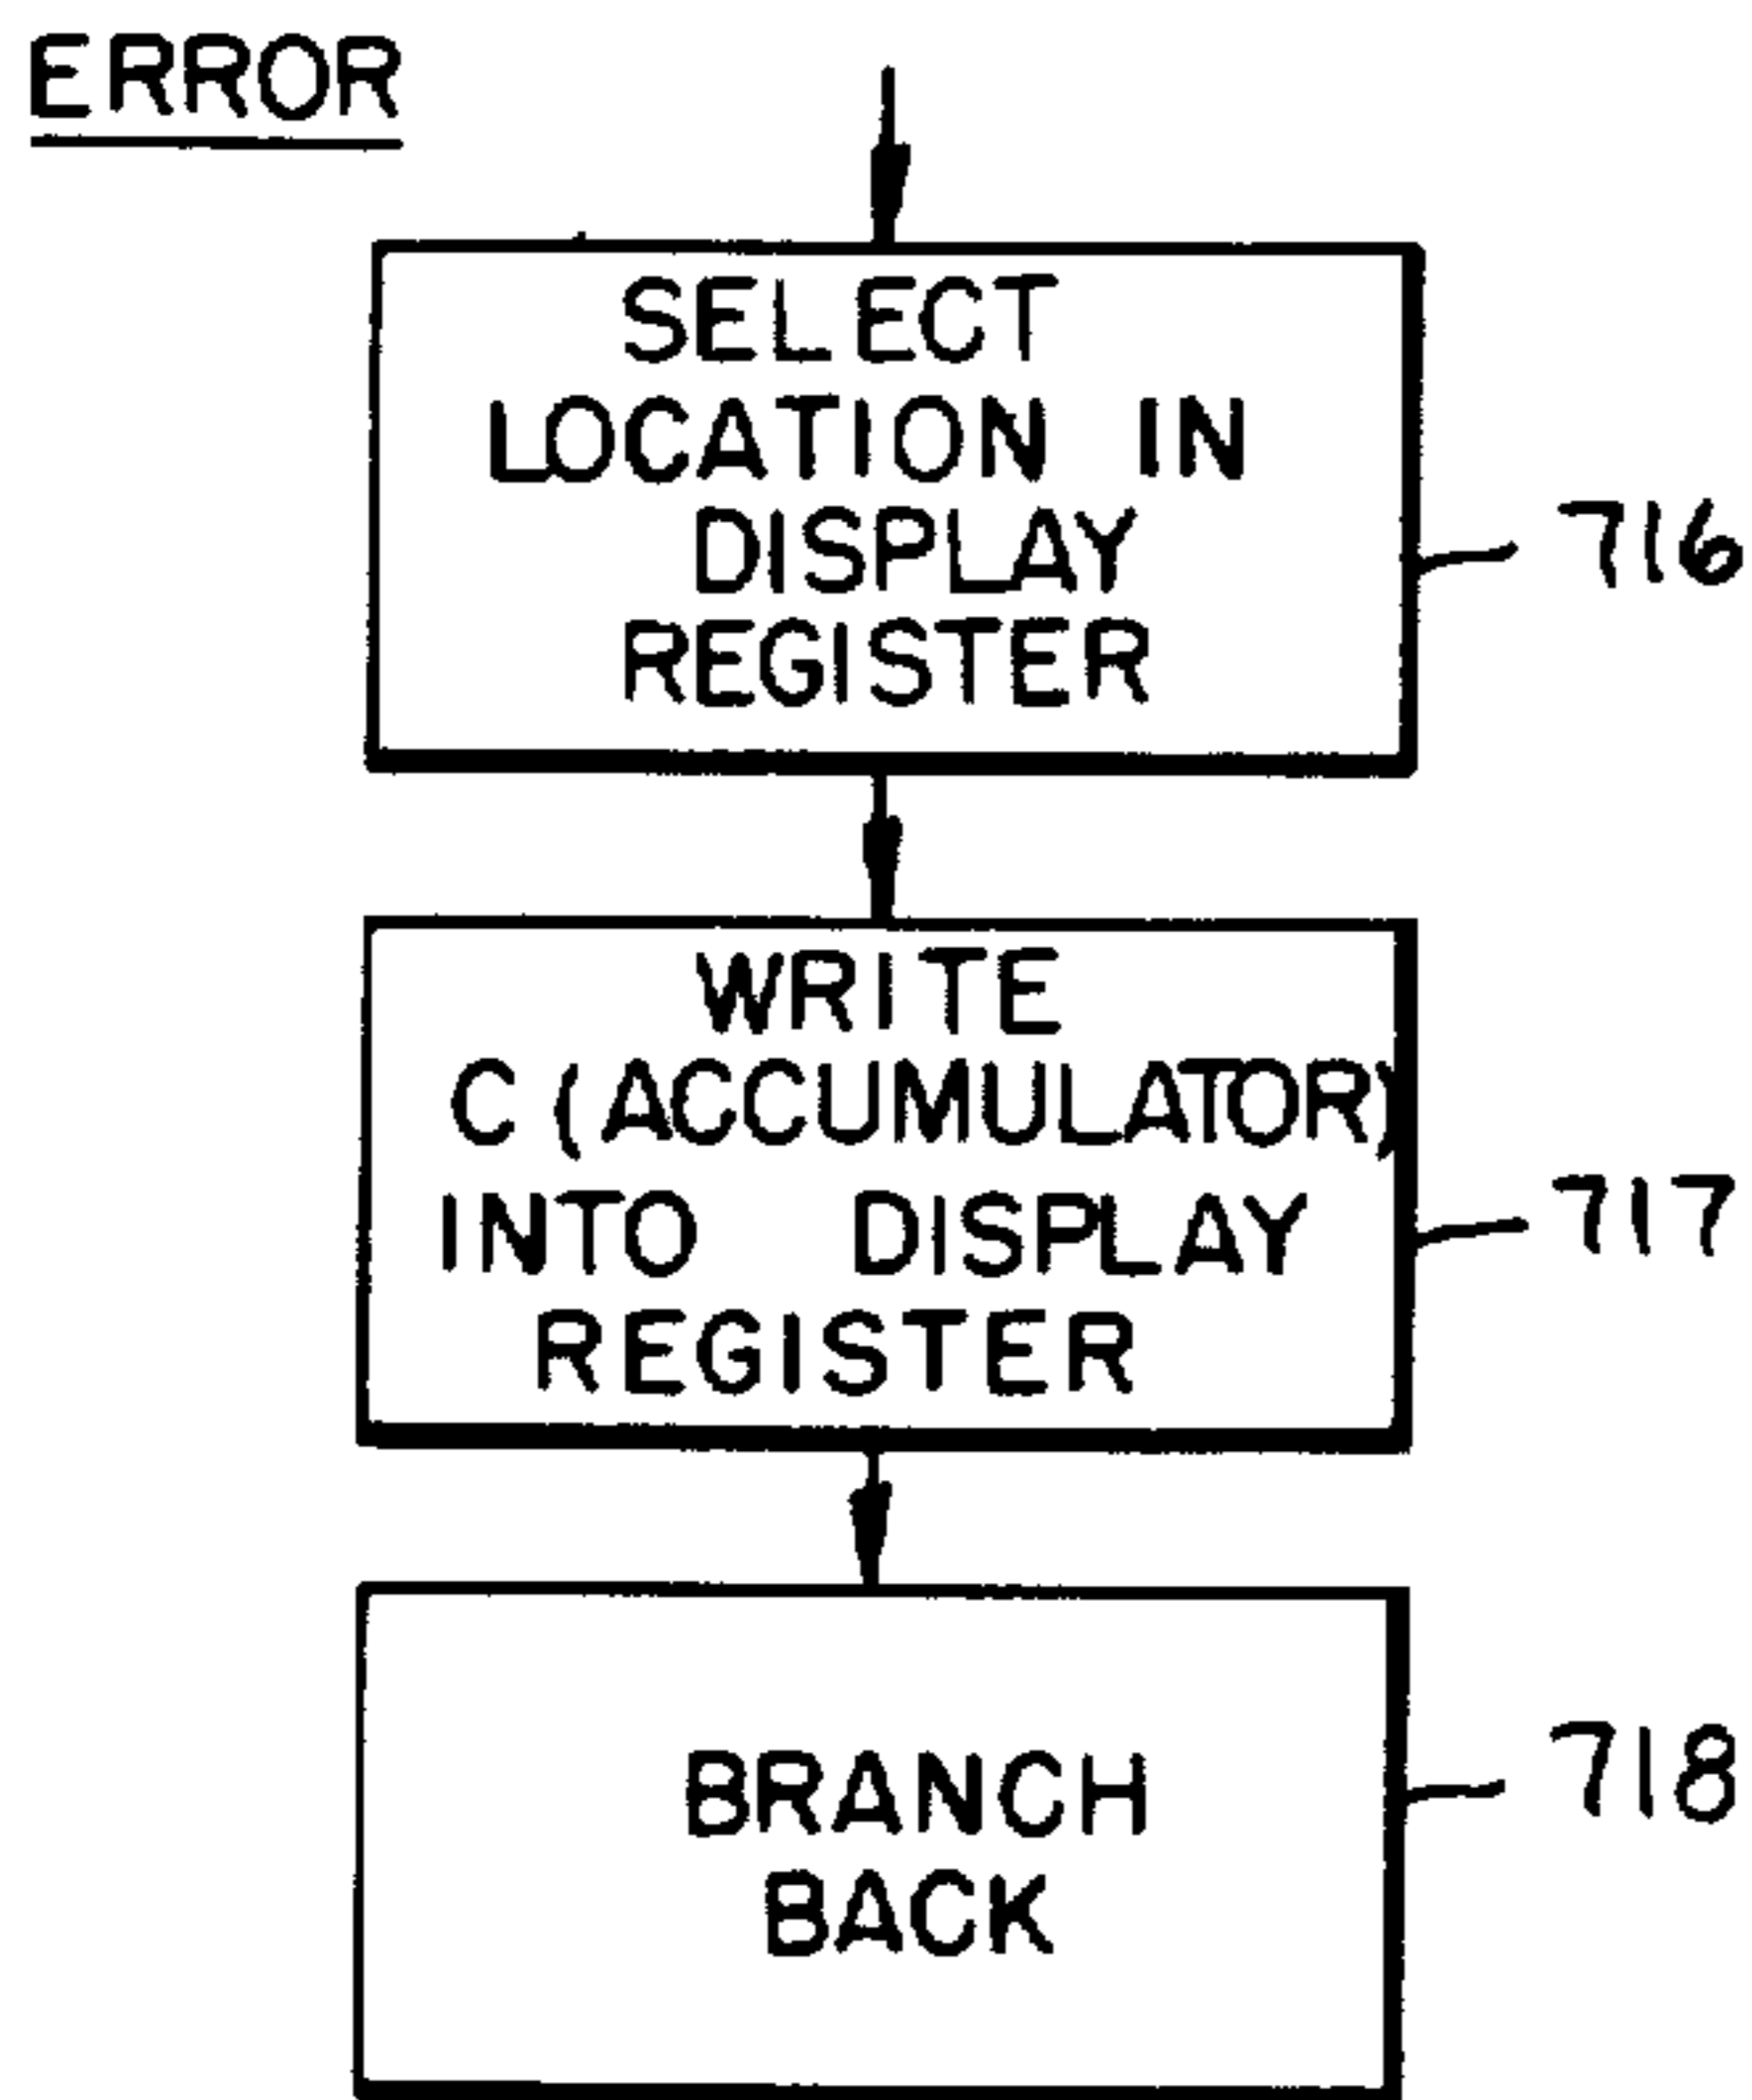 ERROR
SELECT
LOCATION IN
DISPLAY
REGISTER
716
WRITE
C (ACCUMULATOR)
INTO DISPLAY
REGISTER
717
BRANCH
BACK
718